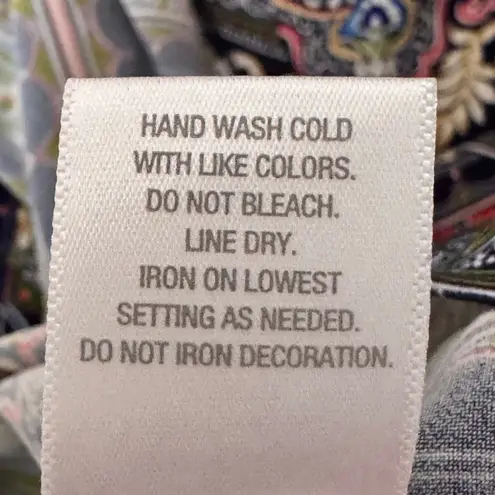 HAND WASH COLD
WITH LIKE COLORS.
DO NOT BLEACH.
LINE DRY.
IRON ON LOWEST
SETTING AS NEEDED.
DO NOT IRON DECORATION.